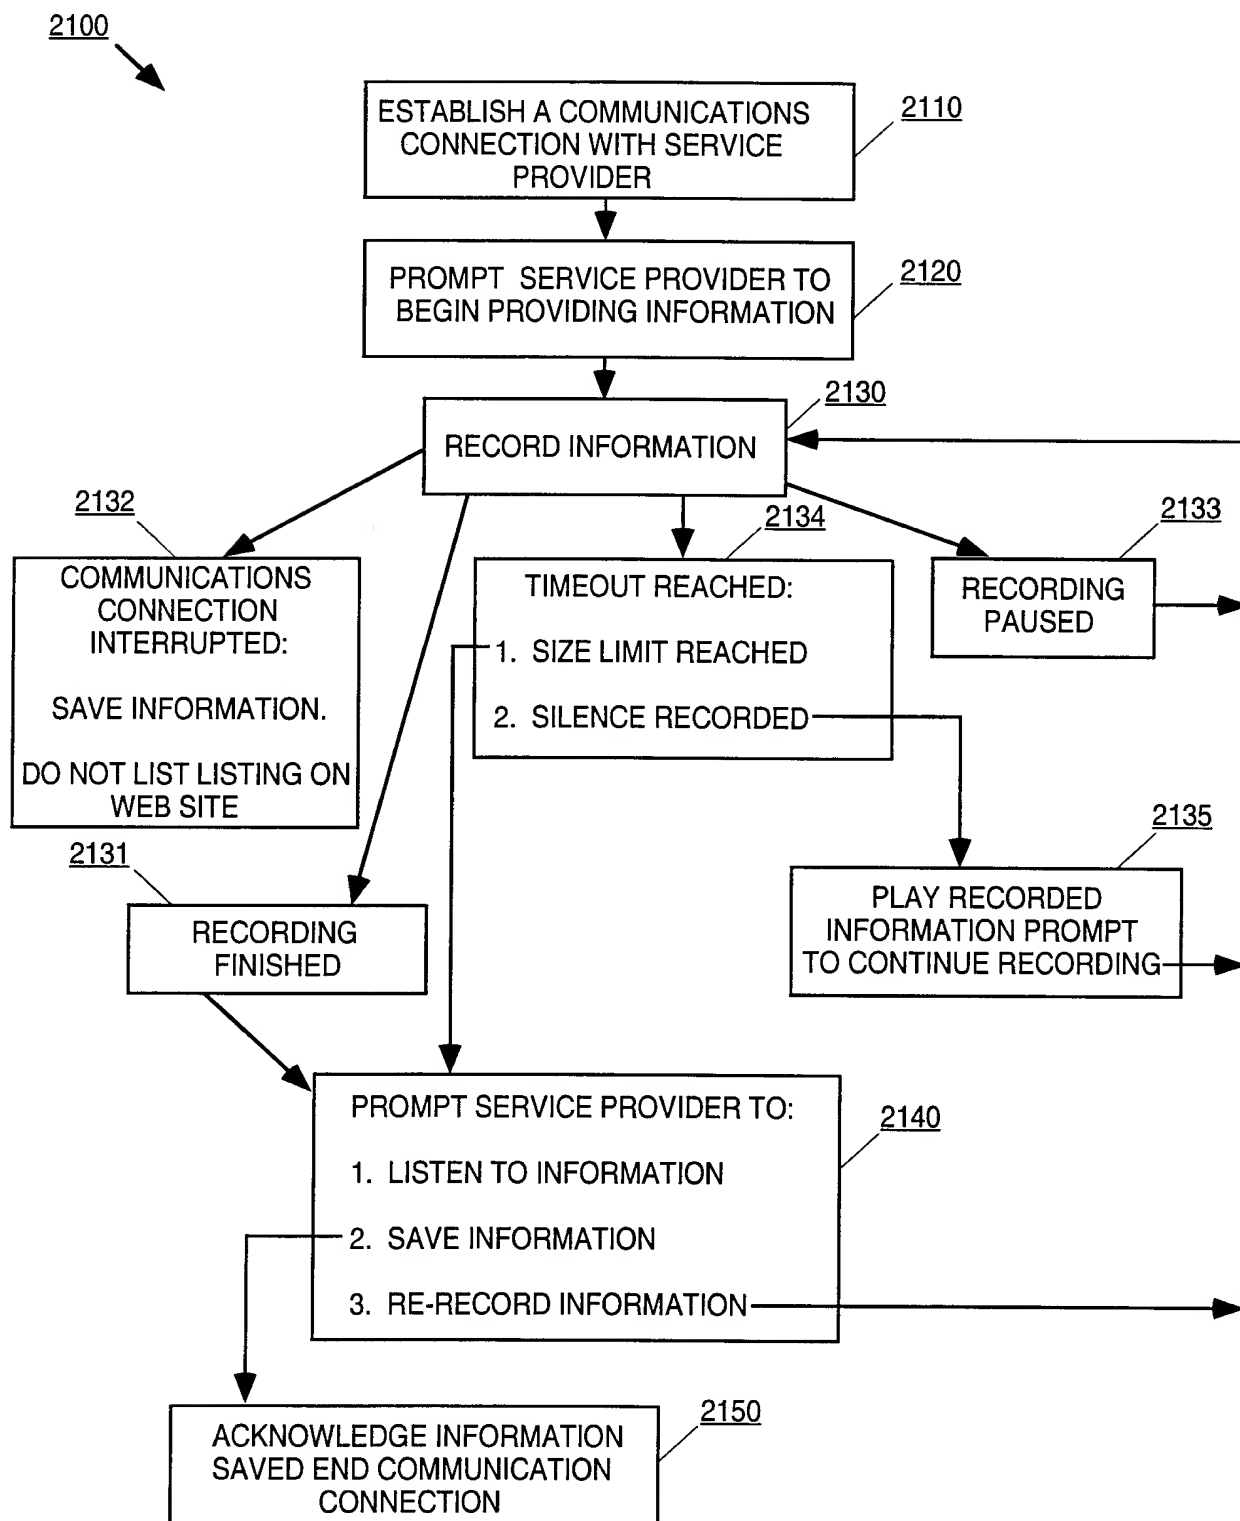 2100
ESTABLISH A COMMUNICATIONS
CONNECTION WITH SERVICE
PROVIDER
2110
PROMPT SERVICE PROVIDER TO
BEGIN PROVIDING INFORMATION
2120
RECORD INFORMATION
2130
2132
COMMUNICATIONS
CONNECTION
INTERRUPTED:
SAVE INFORMATION.
DO NOT LIST LISTING ON
WEB SITE
2134
TIMEOUT REACHED:
1. SIZE LIMIT REACHED
2. SILENCE RECORDED
2133
RECORDING
PAUSED
2131
RECORDING
FINISHED
2135
PLAY RECORDED
INFORMATION PROMPT
TO CONTINUE RECORDING
PROMPT SERVICE PROVIDER TO:
1. LISTEN TO INFORMATION
2. SAVE INFORMATION
3. RE-RECORD INFORMATION
2140
ACKNOWLEDGE INFORMATION
SAVED END COMMUNICATION
CONNECTION
2150